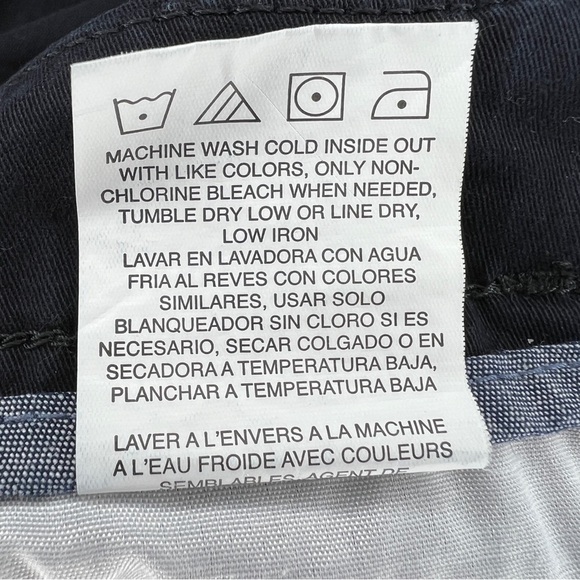 MACHINE WASH COLD INSIDE OUT
WITH LIKE COLORS, ONLY NON-
CHLORINE BLEACH WHEN NEEDED,
TUMBLE DRY LOW OR LINE DRY,
LOW IRON
LAVAR EN LAVADORA CON AGUA
FRIA AL REVES CON COLORES
SIMILARES, USAR SOLO
BLANQUEADOR SIN CLORO SI ES
NECESARIO, SECAR COLGADO O EN
SECADORA A TEMPERATURA BAJA,
PLANCHAR A TEMPERATURA BAJA
LAVER A L'ENVERS A LA MACHINE
A L'EAU FROIDE AVEC COULEURS
SEMBLABLES, AGENT DE